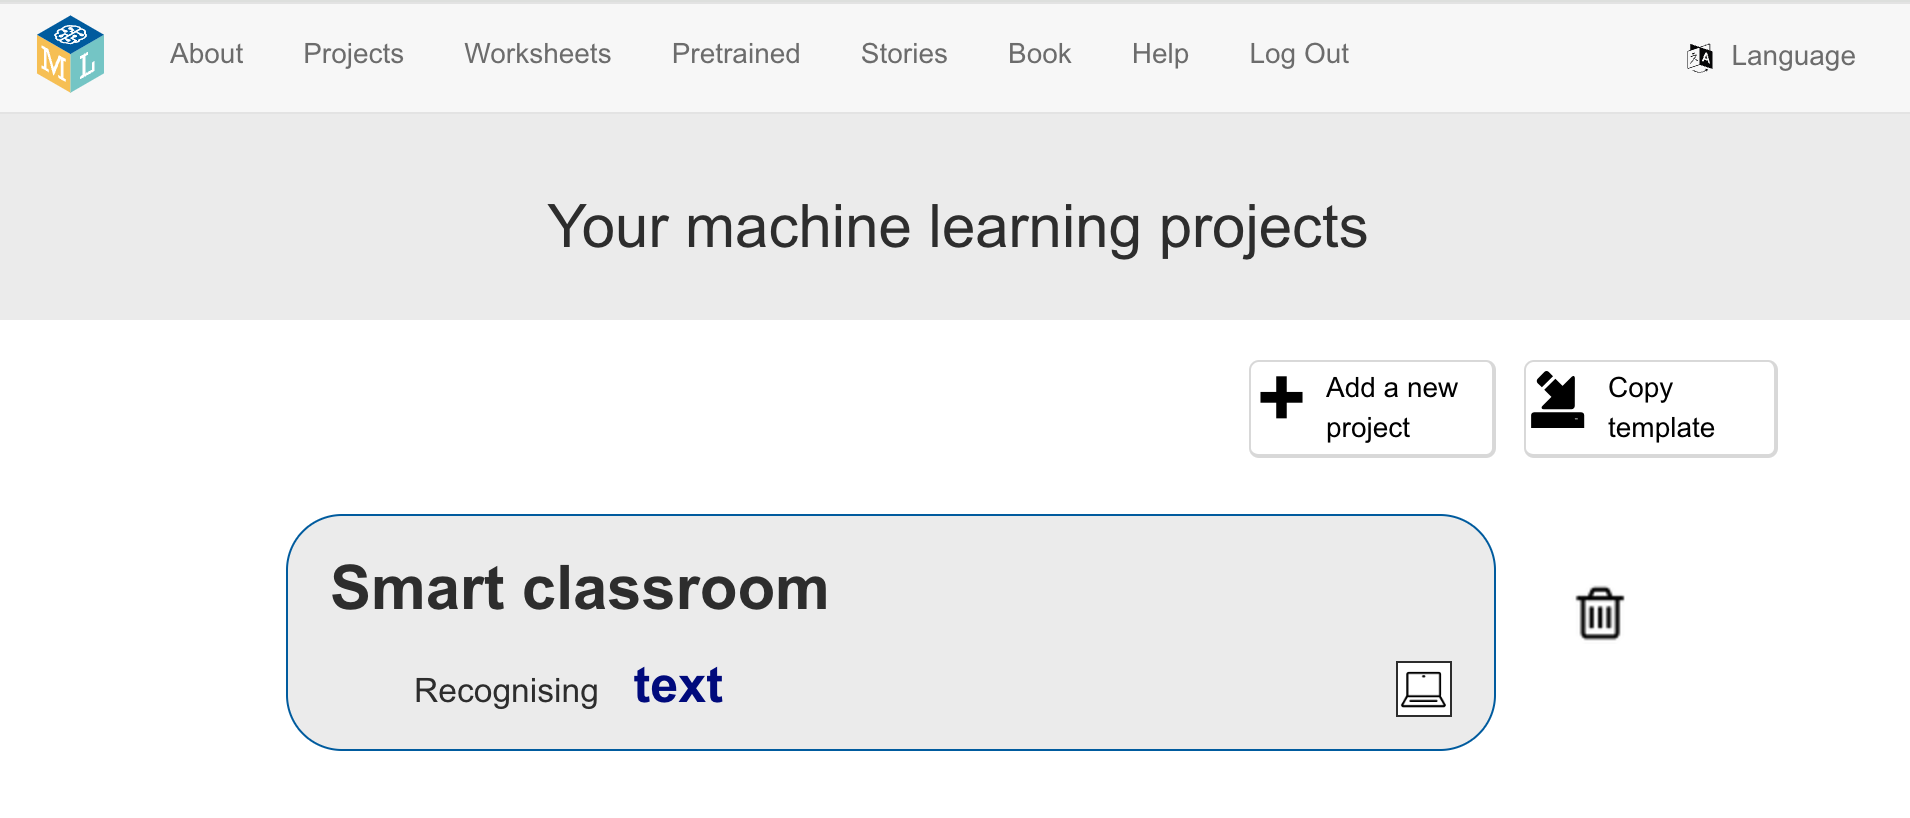 ML
About Projects Worksheets Pretrained Stories Book Help Log Out Language
Your machine learning projects
Add a new
project
Copy
template
Smart classroom
Recognising text